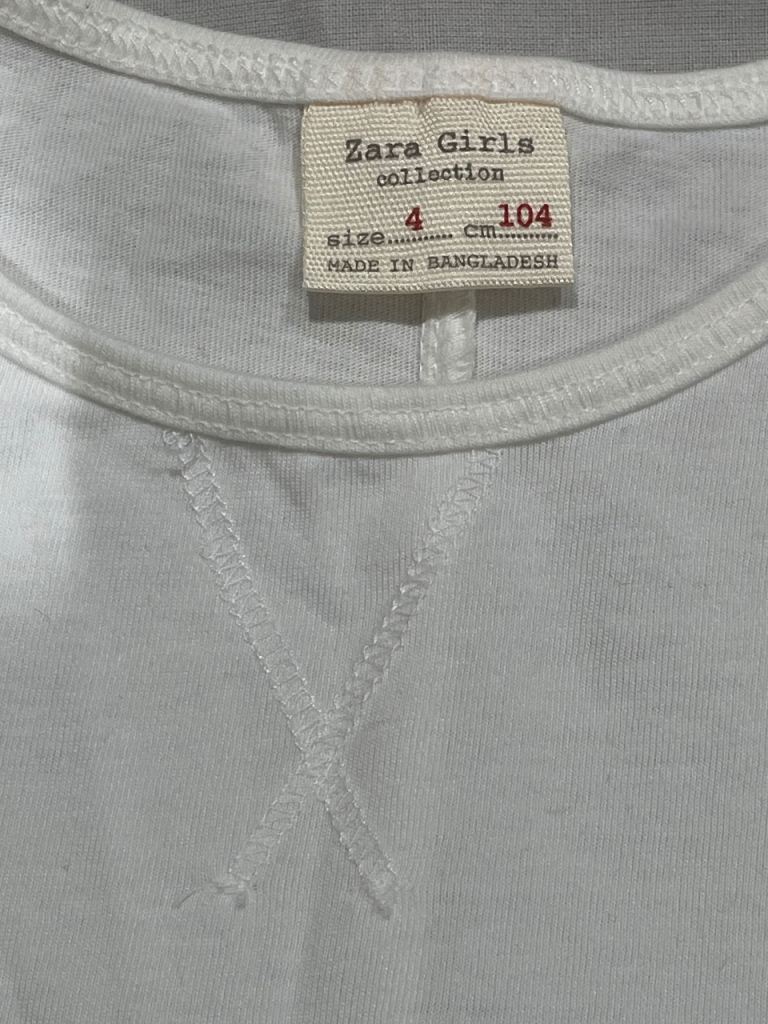 Zara Girls
collection
size...4....... cm...104...
MADE IN BANGLADESH